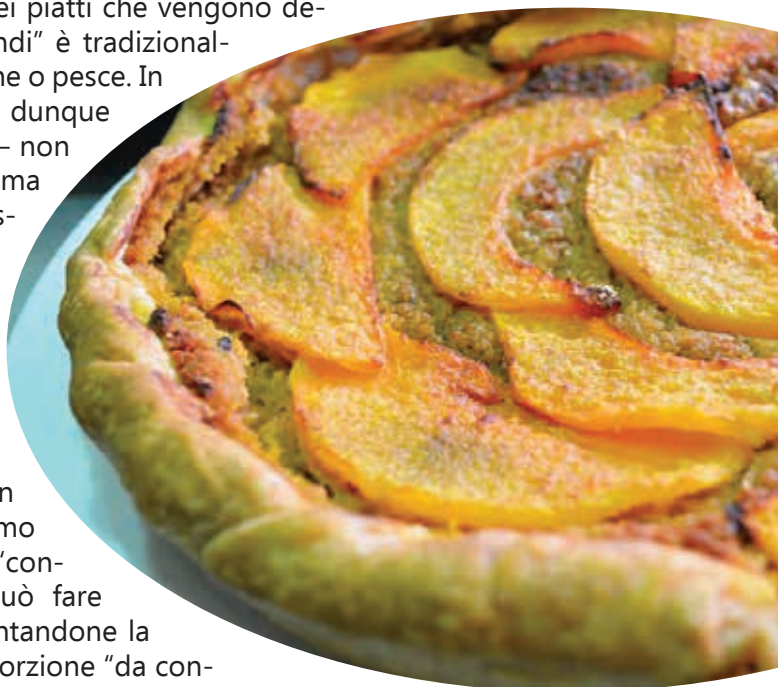 ei piatti che vengono de-
ndi” è tradizional-
ne o pesce. In
dunque
– non
ma
s-
n
mo
“con-
uò fare
ntandone la
orzione “da con-